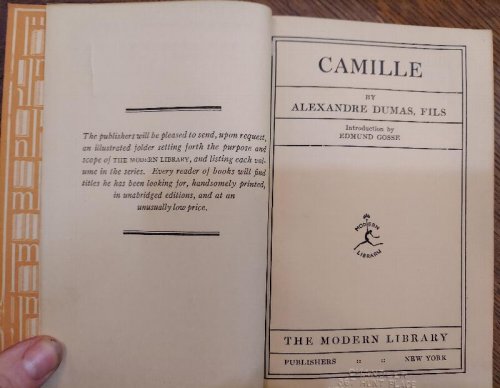 The publishers will be pleased to send, upon request,
an illustrated folder setting forth the purpose and
scope of THE MODERN LIBRARY, and listing each vol-
ume in the series. Every reader of books will find
titles he has been looking for, handsomely printed,
in unabridged editions, and at an
unusually low price.
CAMILLE
BY
ALEXANDRE DUMAS, FILS
Introduction by
EDMUND GOSSE
MODERN
LIBRARY
THE MODERN LIBRARY
PUBLISHERS :: :: NEW YORK